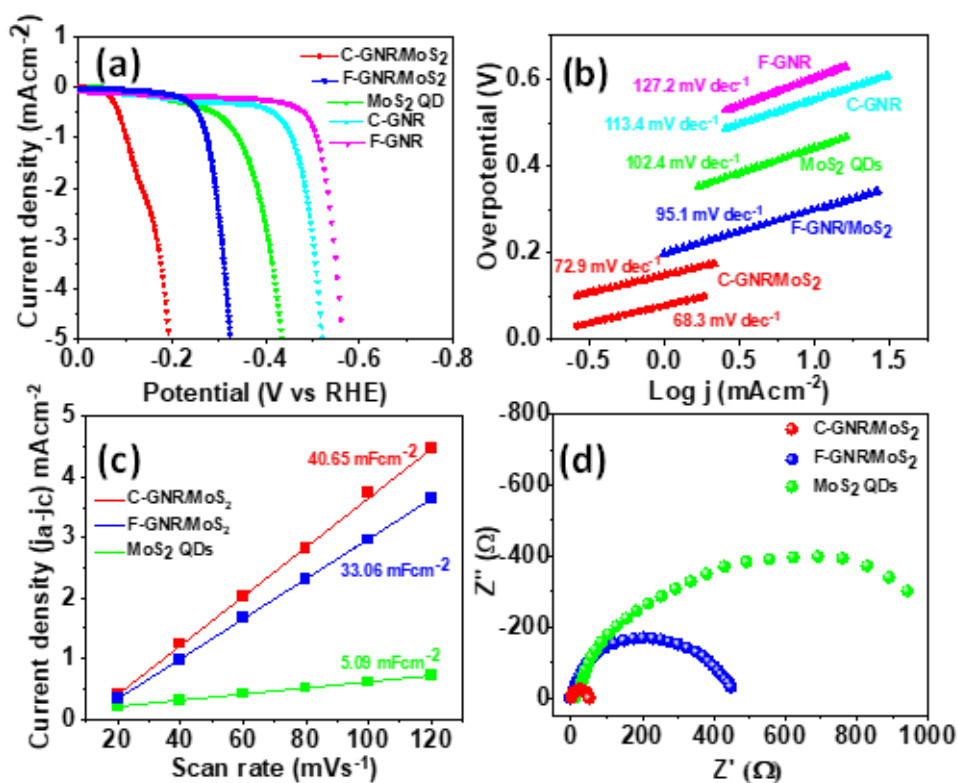 (a)
C-GNR/MoS₂
F-GNR/MoS₂
MoS₂ QD
C-GNR
F-GNR
1
0
-1
-2
-3
-4
-5
0.0
-0.2
-0.4
-0.6
-0.8
Current density (mAcm⁻²)
Potential (V vs RHE)
(b)
F-GNR
127.2 mV dec⁻¹
C-GNR
113.4 mV dec⁻¹
102.4 mV dec⁻¹
MoS₂ QDs
95.1 mV dec⁻¹
F-GNR/MoS₂
72.9 mV dec⁻¹
C-GNR/MoS₂
68.3 mV dec⁻¹
0.6
0.4
0.2
0.0
-0.5
0.0
0.5
1.0
1.5
Overpotential (V)
Log j (mAcm⁻²)
(c)
40.65 mFcm⁻²
C-GNR/MoS₂
F-GNR/MoS₂
MoS₂ QDs
33.06 mFcm⁻²
5.09 mFcm⁻²
5
4
3
2
1
0
20
40
60
80
100
120
Current density (ja-jc) mAcm⁻²
Scan rate (mVs⁻¹)
(d)
C-GNR/MoS₂
F-GNR/MoS₂
MoS₂ QDs
-800
-600
-400
-200
0
0
200
400
600
800
1000
Z'' (Ω)
Z' (Ω)